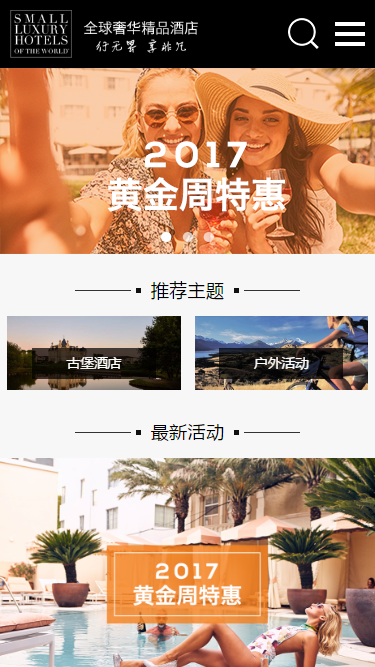 SMALL
LUXURY
HOTELS
OF THE WORLD
全球奢华精品酒店
行无界 享非凡
2017
黄金周特惠
推荐主题
古堡酒店
户外活动
最新活动
2017
黄金周特惠